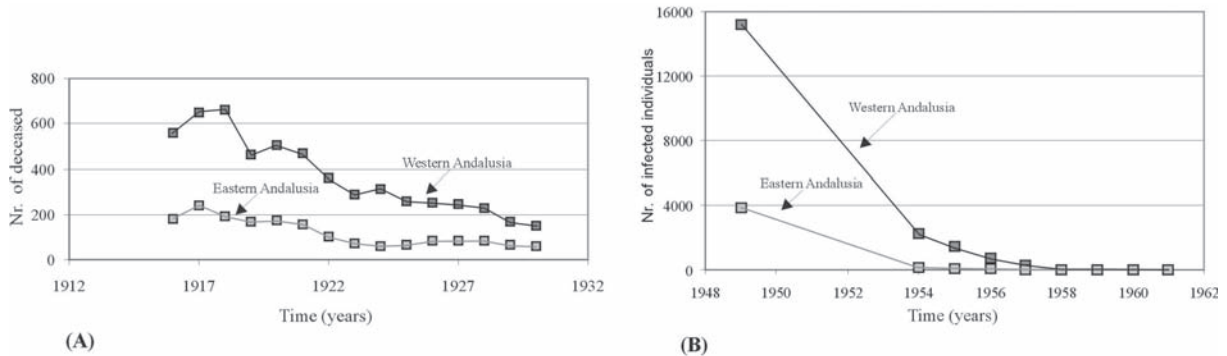 Nr. of deceased
800
600
400
200
0
1912
1917
1922
1927
1932
Time (years)
Western Andalusia
Eastern Andalusia
(A)
Nr. of infected individuals
16000
12000
8000
4000
0
1948
1950
1952
1954
1956
1958
1960
1962
Time (years)
Western Andalusia
Eastern Andalusia
(B)